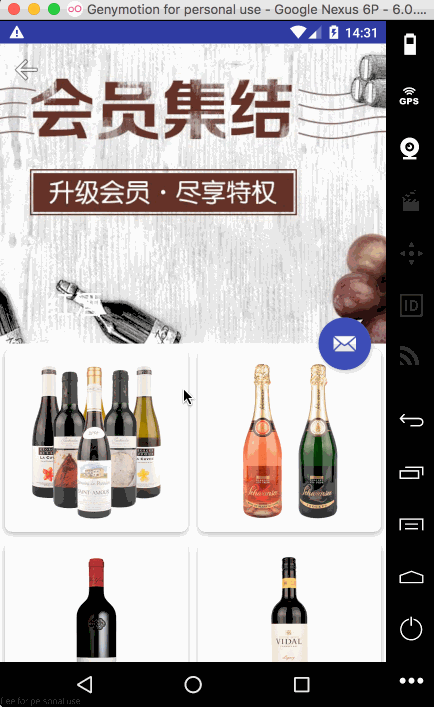 Genymotion for personal use - Google Nexus 6P - 6.0....
14:31
会员集结
升级会员·尽享特权
GPS
ID
VIDAL
free for personal use